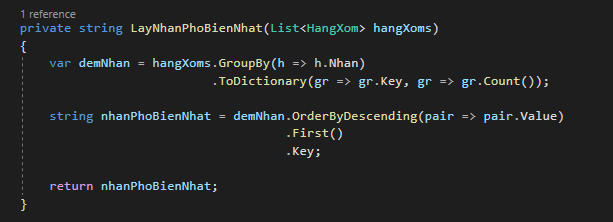 1 reference
private string LayNhanPhoBienNhat(List<HangXom> hangXoms)
{
var demNhan = hangXoms.GroupBy(h => h.Nhan)
.ToDictionary(gr => gr.Key, gr => gr.Count());
string nhanPhoBienNhat = demNhan.OrderByDescending(pair => pair.Value)
.First()
.Key;
return nhanPhoBienNhat;
}